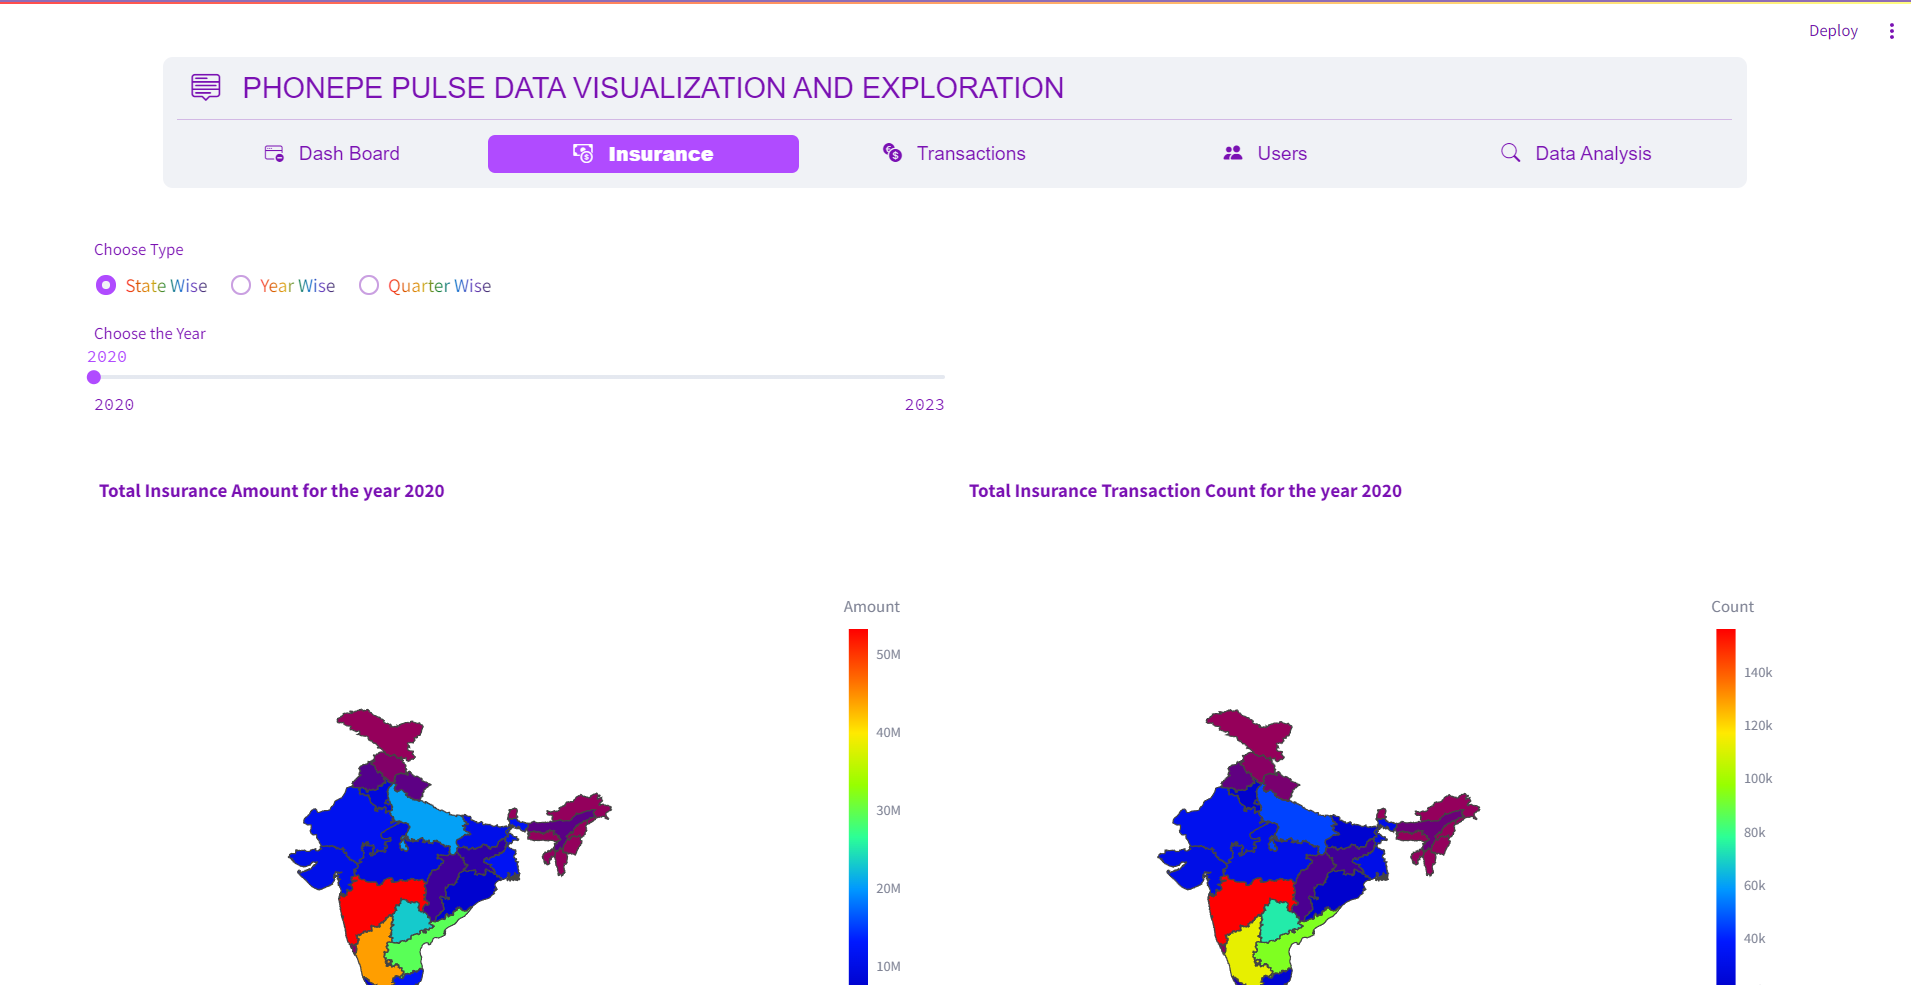 Deploy
PHONEPE PULSE DATA VISUALIZATION AND EXPLORATION
Dash Board
Insurance
Transactions
Users
Data Analysis
Choose Type
State Wise
Year Wise
Quarter Wise
Choose the Year
2020
2020
2023
Total Insurance Amount for the year 2020
Amount
50M
40M
30M
20M
10M
Total Insurance Transaction Count for the year 2020
Count
140k
120k
100k
80k
60k
40k